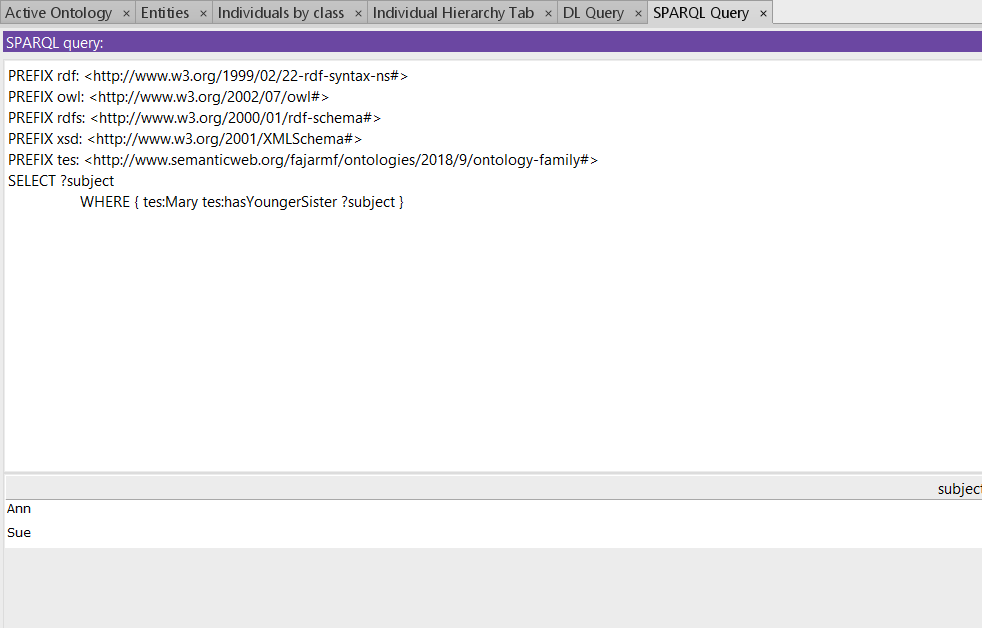 Active Ontology × Entities × Individuals by class × Individual Hierarchy Tab × DL Query × SPARQL Query ×
SPARQL query:
PREFIX rdf: <http://www.w3.org/1999/02/22-rdf-syntax-ns#>
PREFIX owl: <http://www.w3.org/2002/07/owl#>
PREFIX rdfs: <http://www.w3.org/2000/01/rdf-schema#>
PREFIX xsd: <http://www.w3.org/2001/XMLSchema#>
PREFIX tes: <http://www.semanticweb.org/fajarmf/ontologies/2018/9/ontology-family#>
SELECT ?subject
WHERE { tes:Mary tes:hasYoungerSister ?subject }
subject
Ann
Sue